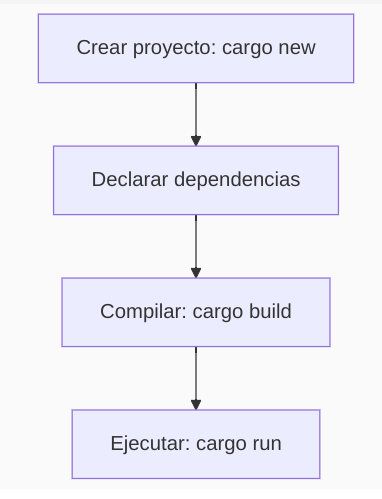 Crear proyecto: cargo new
Declarar dependencias
Compilar: cargo build
Ejecutar: cargo run